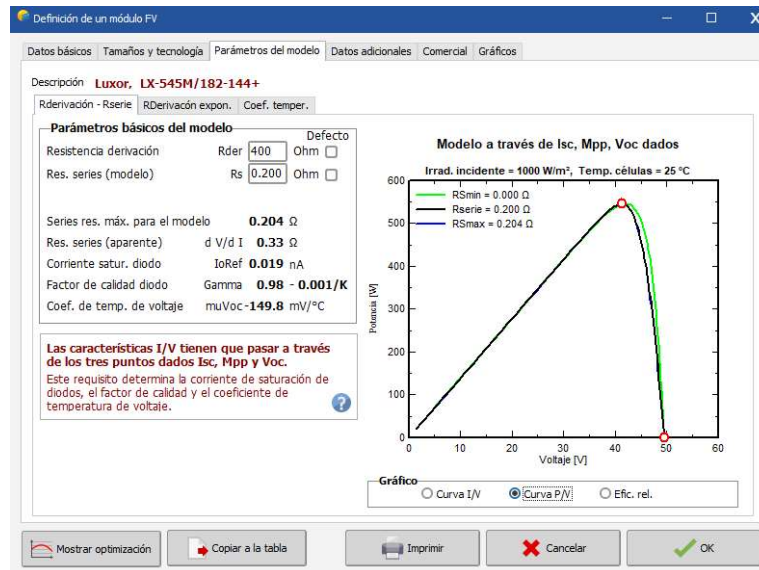 Definición de un módulo FV
Datos básicos Tamaños y tecnología Parámetros del modelo Datos adicionales Comercial Gráficos
Descripción Luxor, LX-545M/182-144+
Rderivación - Rserie RDerivacón expon. Coef. temper.
Parámetros básicos del modelo
Defecto
Resistencia derivación Rder 400 Ohm
Res. series (modelo) Rs 0.200 Ohm
Series res. máx. para el modelo 0.204 Ω
Res. series (aparente) d V/d I 0.33 Ω
Corriente satur. diodo IoRef 0.019 nA
Factor de calidad diodo Gamma 0.98 - 0.001/K
Coef. de temp. de voltaje muVoc -149.8 mV/°C
Las características I/V tienen que pasar a través
de los tres puntos dados Isc, Mpp y Voc.
Este requisito determina la corriente de saturación de
diodos, el factor de calidad y el coeficiente de
temperatura de voltaje.
?
Modelo a través de Isc, Mpp, Voc dados
Irrad. incidente = 1000 W/m², Temp. células = 25 °C
RSmin = 0.000 Ω
Rserie = 0.200 Ω
RSmax = 0.204 Ω
600
500
400
300
200
100
0
Potencia [W]
0 10 20 30 40 50 60
Voltaje [V]
Gráfico
Curva I/V Curva P/V Efic. rel.
Mostrar optimización Copiar a la tabla Imprimir Cancelar OK